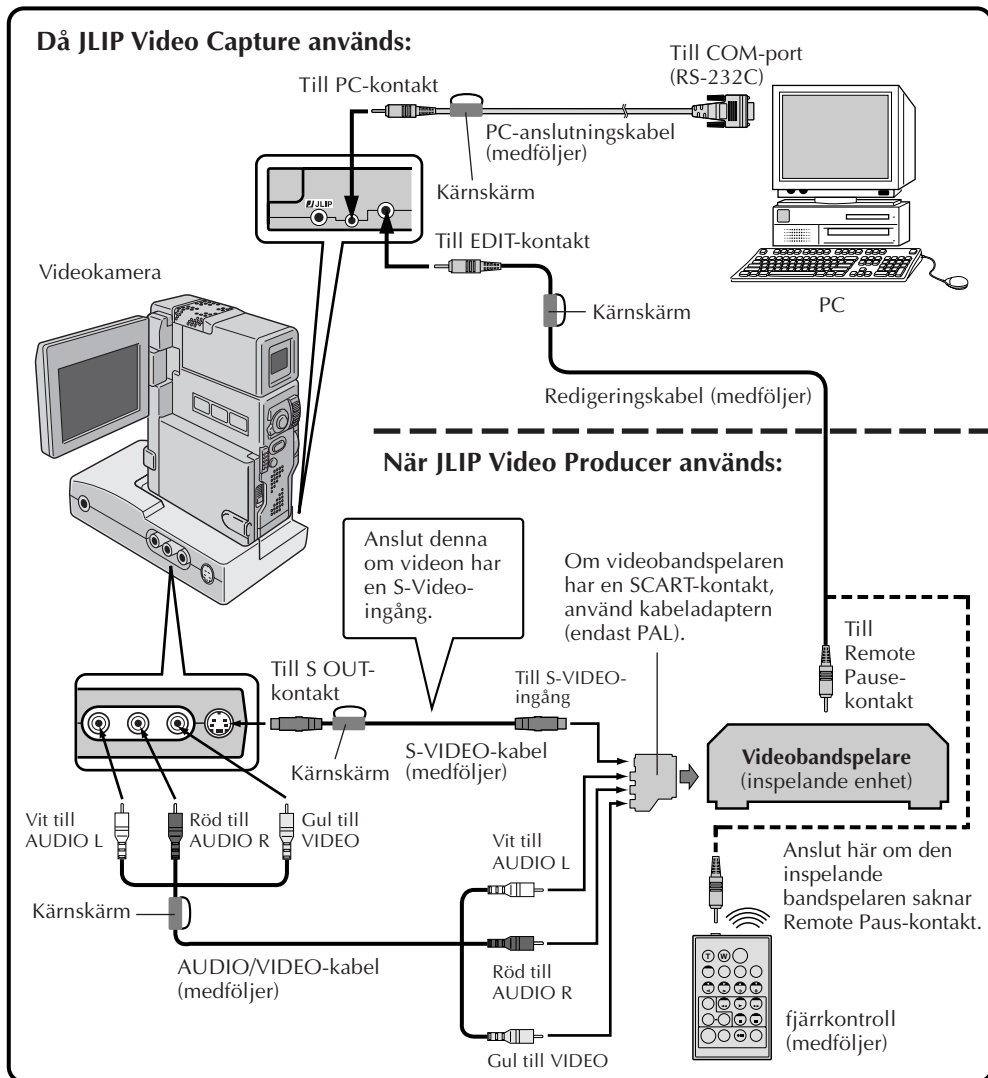 Då JLIP Video Capture används:
Till COM-port
(RS-232C)
Till PC-kontakt
PC-anslutningskabel
(medföljer)
Kärnskärm
JLIP
Till EDIT-kontakt
Videokamera
Kärnskärm
PC
Redigeringskabel (medföljer)
När JLIP Video Producer används:
Anslut denna
om videon har
en S-Video-
ingång.
Om videobandspelaren
har en SCART-kontakt,
använd kabeladaptern
(endast PAL).
Till
Remote
Pause-
kontakt
Till S OUT-
kontakt
Till S-VIDEO-
ingång
Kärnskärm
S-VIDEO-kabel
(medföljer)
Videobandspelare
(inspelande enhet)
Vit till
AUDIO L
Röd till
AUDIO R
Gul till
VIDEO
Vit till
AUDIO L
Anslut här om den
inspelande
bandspelaren saknar
Remote Paus-kontakt.
Kärnskärm
AUDIO/VIDEO-kabel
(medföljer)
Röd till
AUDIO R
T W
fjärrkontroll
(medföljer)
Gul till VIDEO